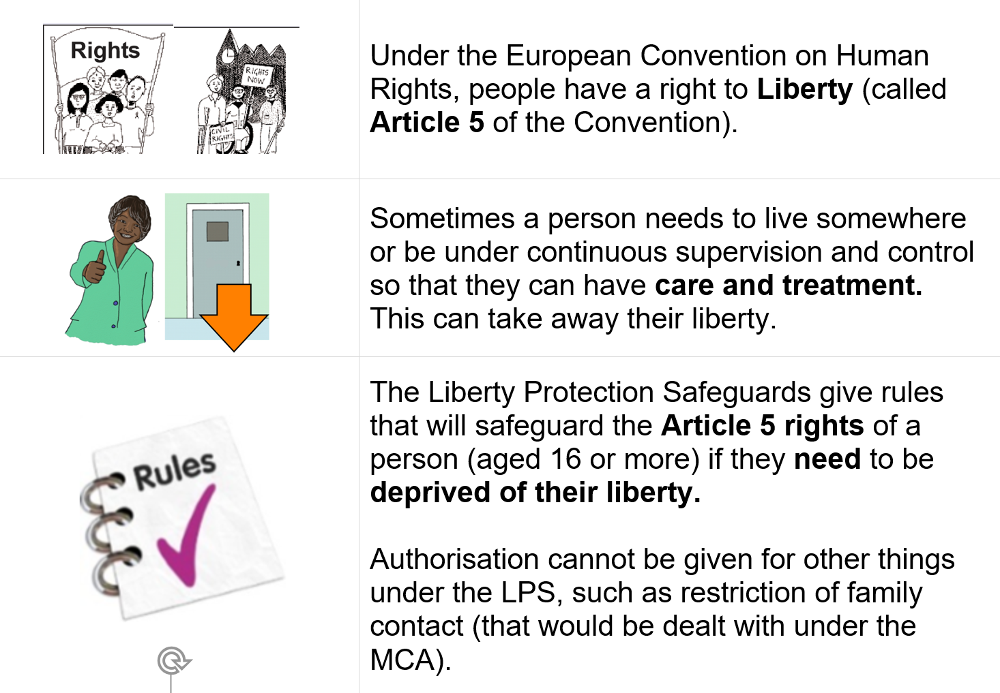 Rights
RIGHTS
NOW
CIVIL
RIGHTS
Under the European Convention on Human
Rights, people have a right to Liberty (called
Article 5 of the Convention).
Sometimes a person needs to live somewhere
or be under continuous supervision and control
so that they can have care and treatment.
This can take away their liberty.
Rules
The Liberty Protection Safeguards give rules
that will safeguard the Article 5 rights of a
person (aged 16 or more) if they need to be
deprived of their liberty.
Authorisation cannot be given for other things
under the LPS, such as restriction of family
contact (that would be dealt with under the
MCA).